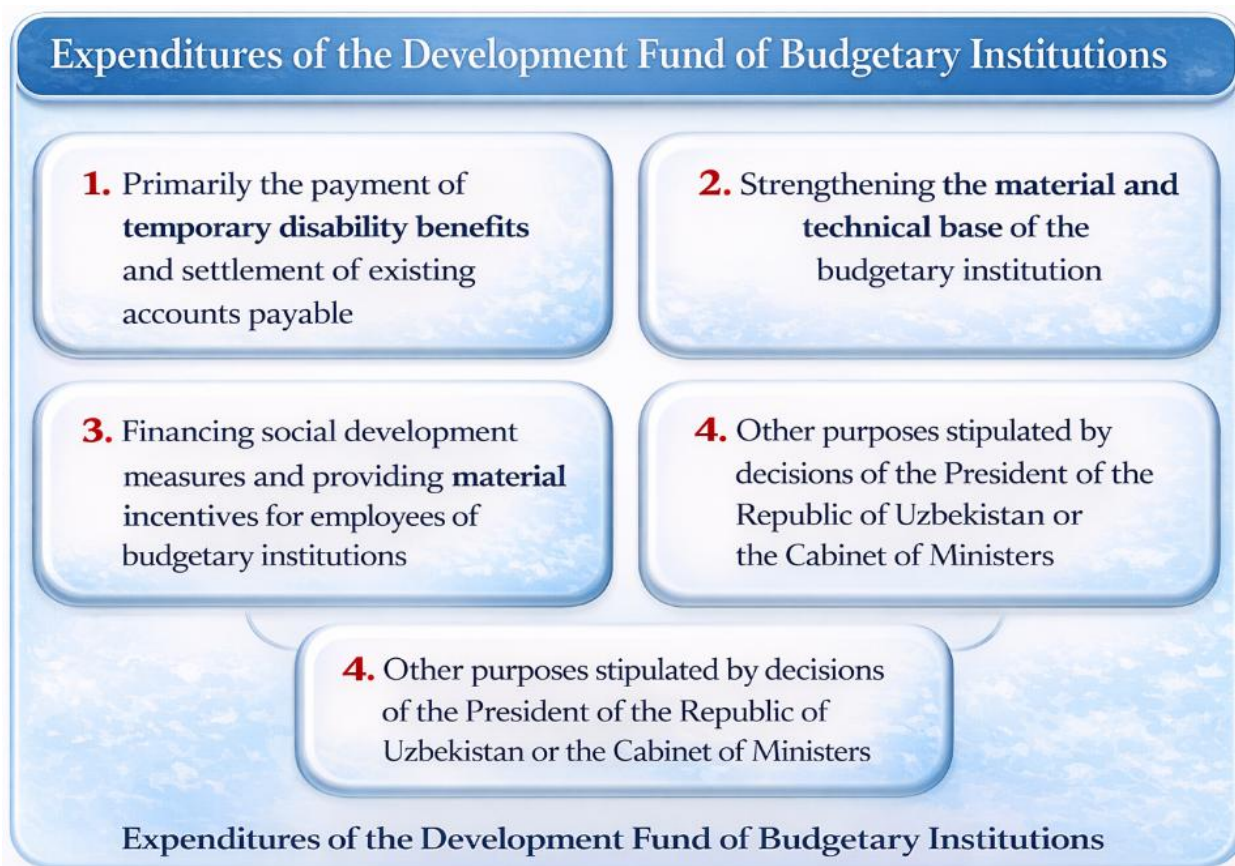 Expenditures of the Development Fund of Budgetary Institutions
1. Primarily the payment of
temporary disability benefits
and settlement of existing
accounts payable
2. Strengthening the material and
technical base of the
budgetary institution
3. Financing social development
measures and providing material
incentives for employees of
budgetary institutions
4. Other purposes stipulated by
decisions of the President of the
Republic of Uzbekistan or
the Cabinet of Ministers
4. Other purposes stipulated by decisions
of the President of the Republic of
Uzbekistan or the Cabinet of Ministers
Expenditures of the Development Fund of Budgetary Institutions